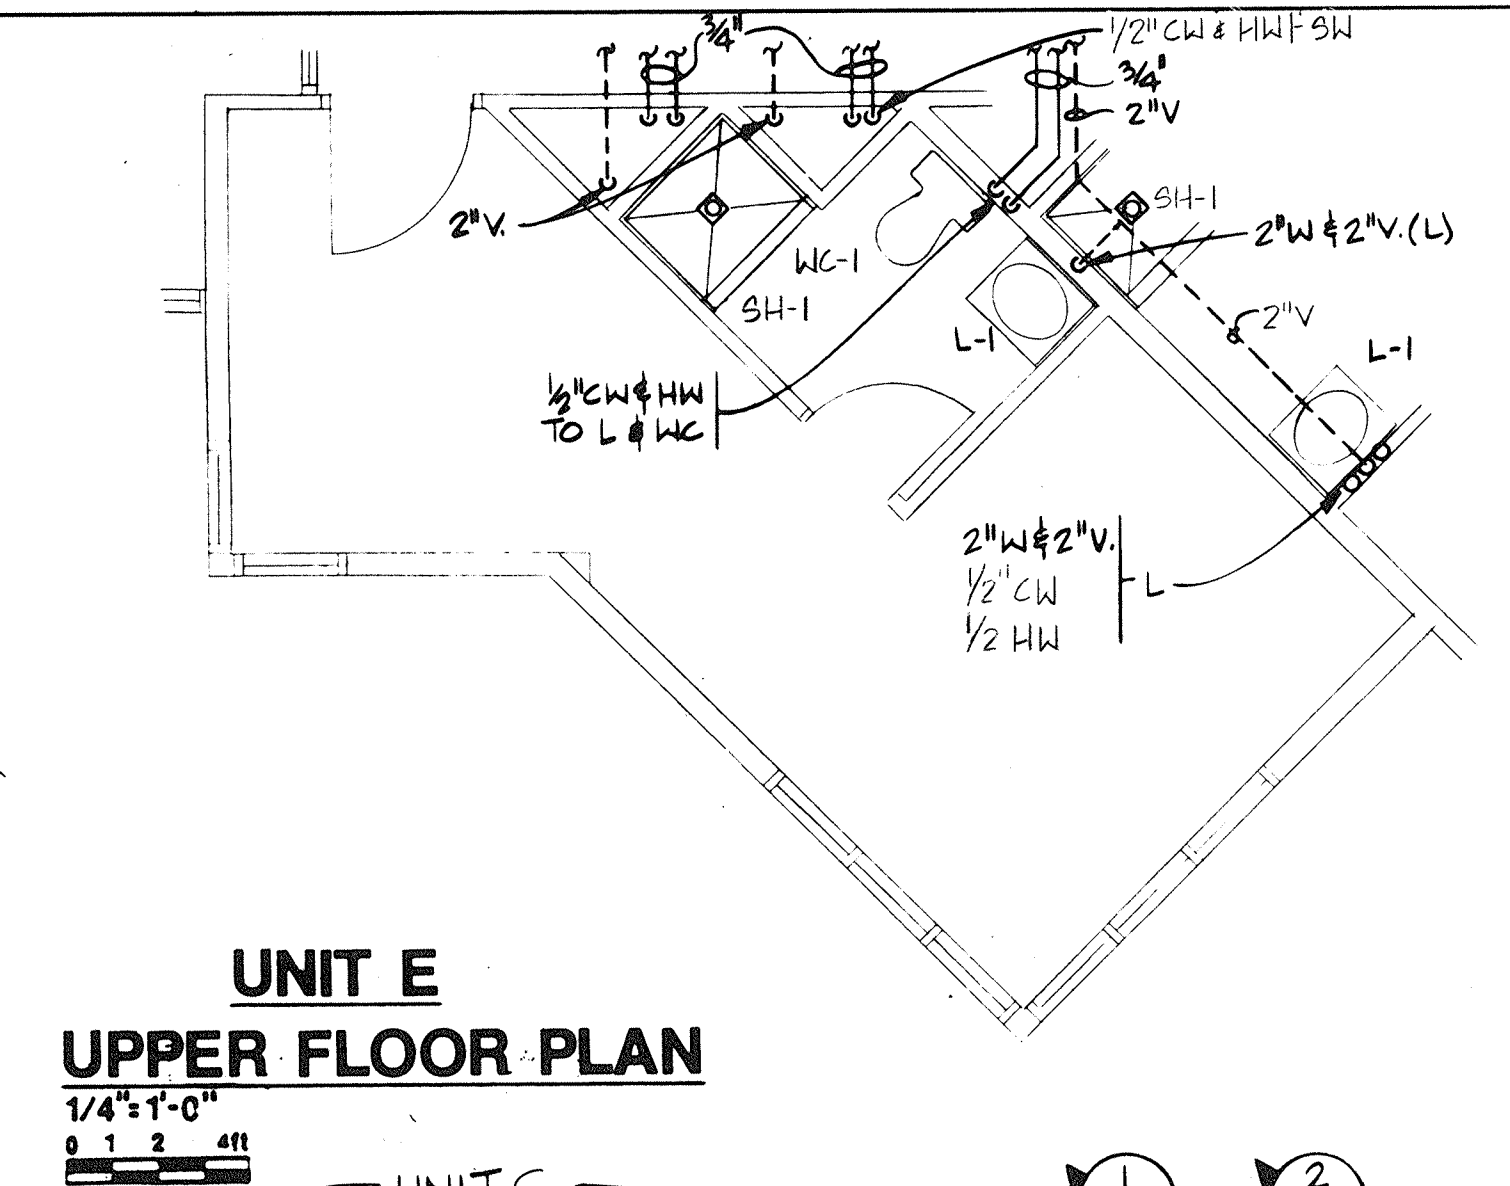 3/4"
1/2" CW & HW - SW
3/4"
2"V
SH-1
2"V.
2"W & 2"V.(L)
WC-1
SH-1
2"V
L-1
L-1
1/2"CW & HW
TO L & WC
2"W & 2"V.
1/2" CW
1/2 HW
L
UNIT E
UPPER FLOOR PLAN
1/4"=1'-0"
0 1 2 4ft
UNIT
1
2